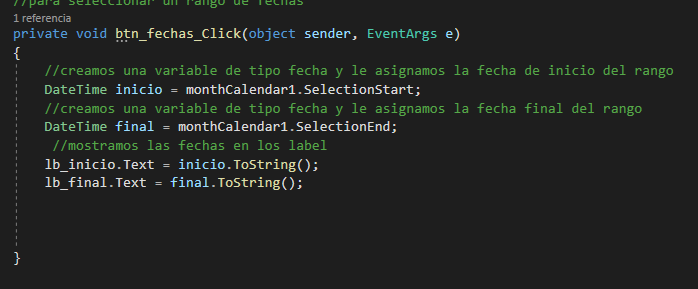 //para seleccionar un rango de fechas
1 referencia
private void btn_fechas_Click(object sender, EventArgs e)
{
//creamos una variable de tipo fecha y le asignamos la fecha de inicio del rango
DateTime inicio = monthCalendar1.SelectionStart;
//creamos una variable de tipo fecha y le asignamos la fecha final del rango
DateTime final = monthCalendar1.SelectionEnd;
//mostramos las fechas en los label
lb_inicio.Text = inicio.ToString();
lb_final.Text = final.ToString();
}